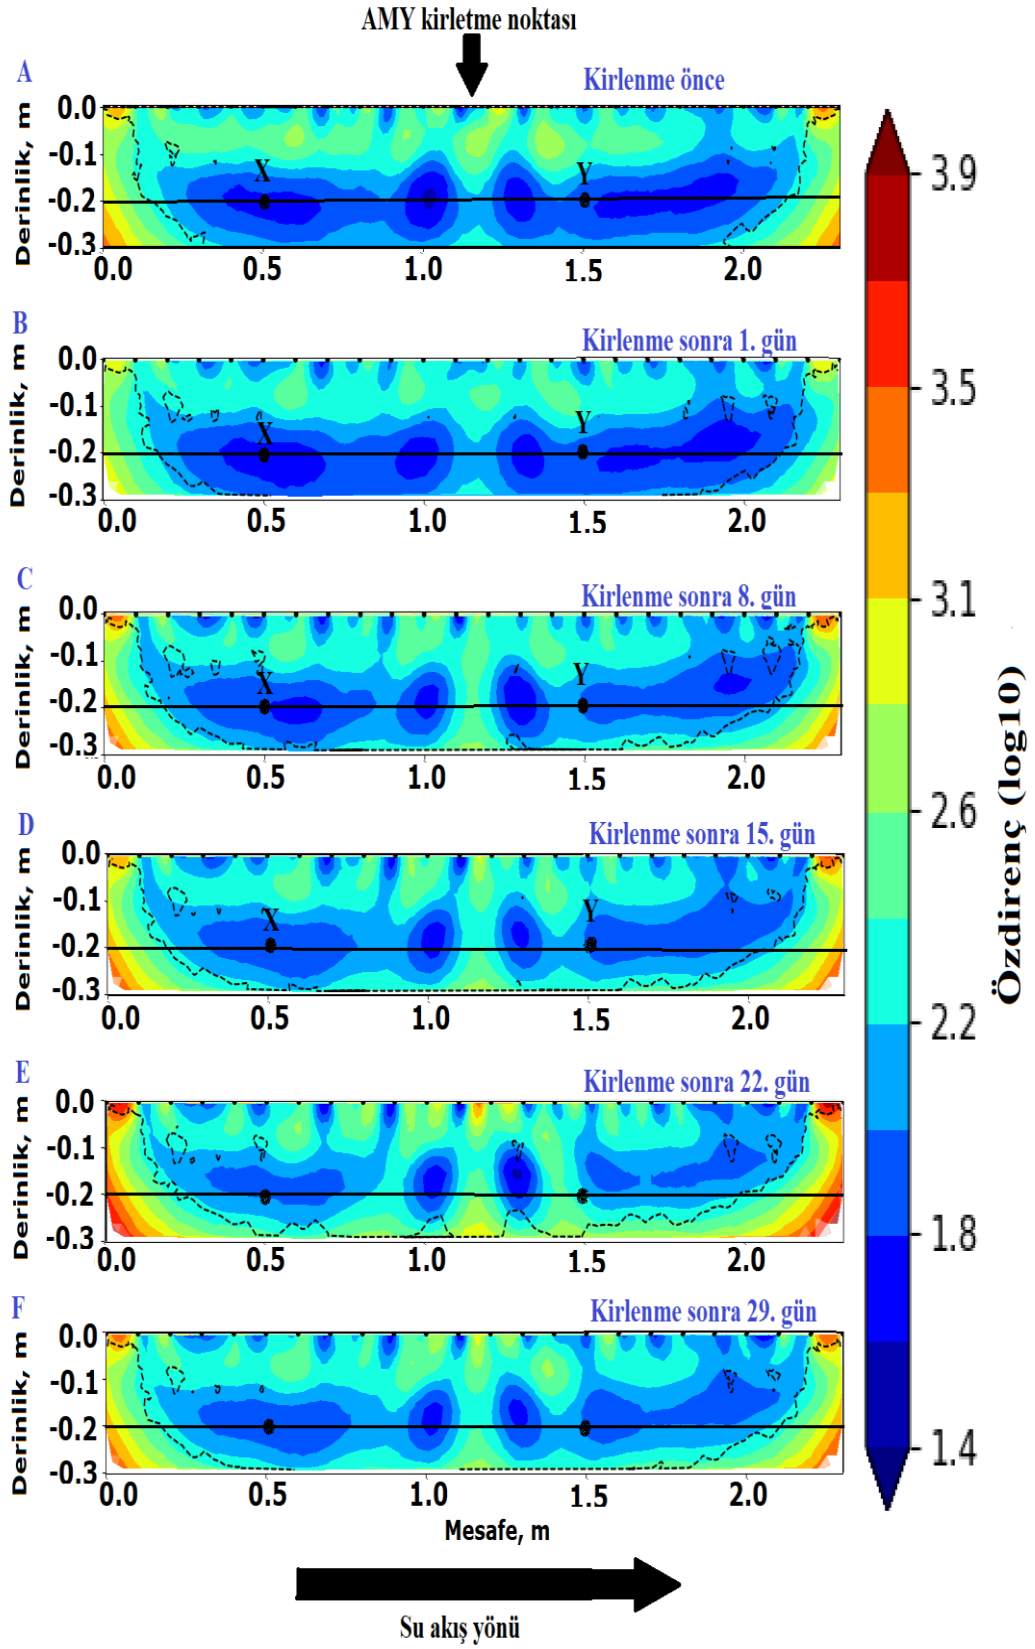 AMY kirletme noktası
A
Kirlenme önce
Derinlik, m
0.0
-0.1
-0.2
-0.3
X
Y
0.0 0.5 1.0 1.5 2.0
B
Kirlenme sonra 1. gün
Derinlik, m
0.0
-0.1
-0.2
-0.3
X
Y
0.0 0.5 1.0 1.5 2.0
C
Kirlenme sonra 8. gün
Derinlik, m
0.0
-0.1
-0.2
-0.3
X
Y
0.0 0.5 1.0 1.5 2.0
D
Kirlenme sonra 15. gün
Derinlik, m
0.0
-0.1
-0.2
-0.3
X
Y
0.0 0.5 1.0 1.5 2.0
E
Kirlenme sonra 22. gün
Derinlik, m
0.0
-0.1
-0.2
-0.3
0.0 0.5 1.0 1.5 2.0
F
Kirlenme sonra 29. gün
Derinlik, m
0.0
-0.1
-0.2
-0.3
0.0 0.5 1.0 1.5 2.0
Mesafe, m
Su akış yönü
3.9
3.5
3.1
2.6
2.2
1.8
1.4
Özdirenç (log10)